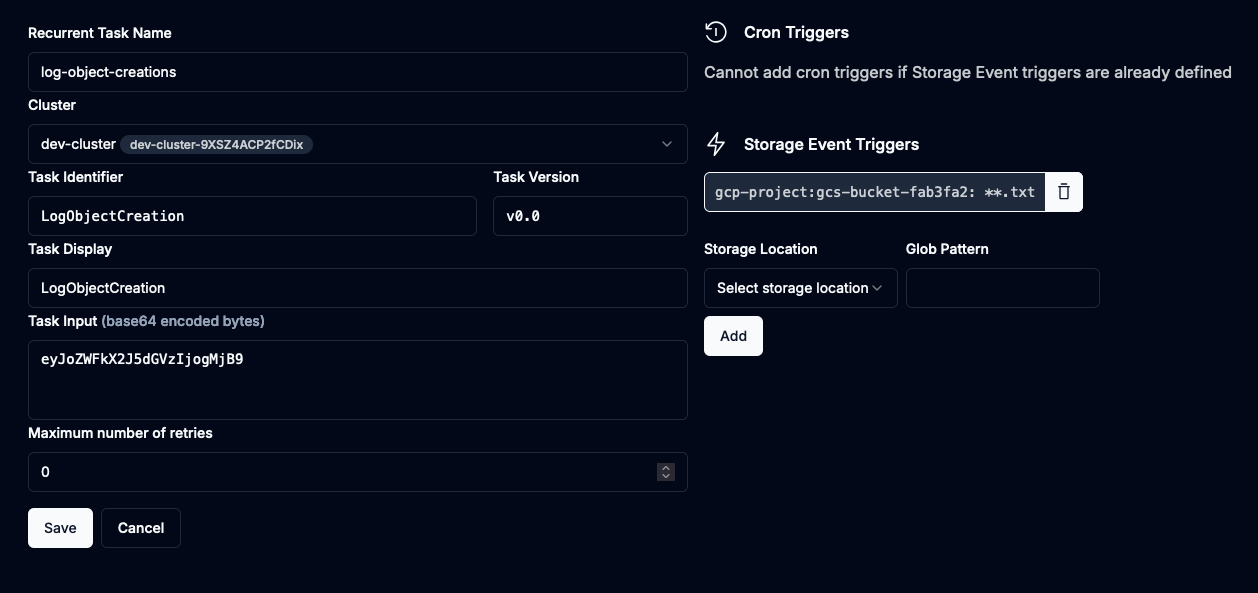 Recurrent Task Name
log-object-creations
Cluster
dev-cluster dev-cluster-9XSZ4ACP2fCDix
Task Identifier
Task Version
LogObjectCreation
v0.0
Task Display
LogObjectCreation
Task Input (base64 encoded bytes)
eyJoZWFkX2J5dGVzIjogMjB9
Maximum number of retries
0
Save
Cancel
Cron Triggers
Cannot add cron triggers if Storage Event triggers are already defined
Storage Event Triggers
gcp-project:gcs-bucket-fab3fa2: **.txt
Storage Location
Glob Pattern
Select storage location
Add